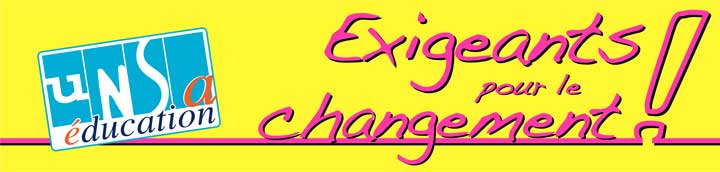 uNSa
éducation
Exigeants
pour le
changement !